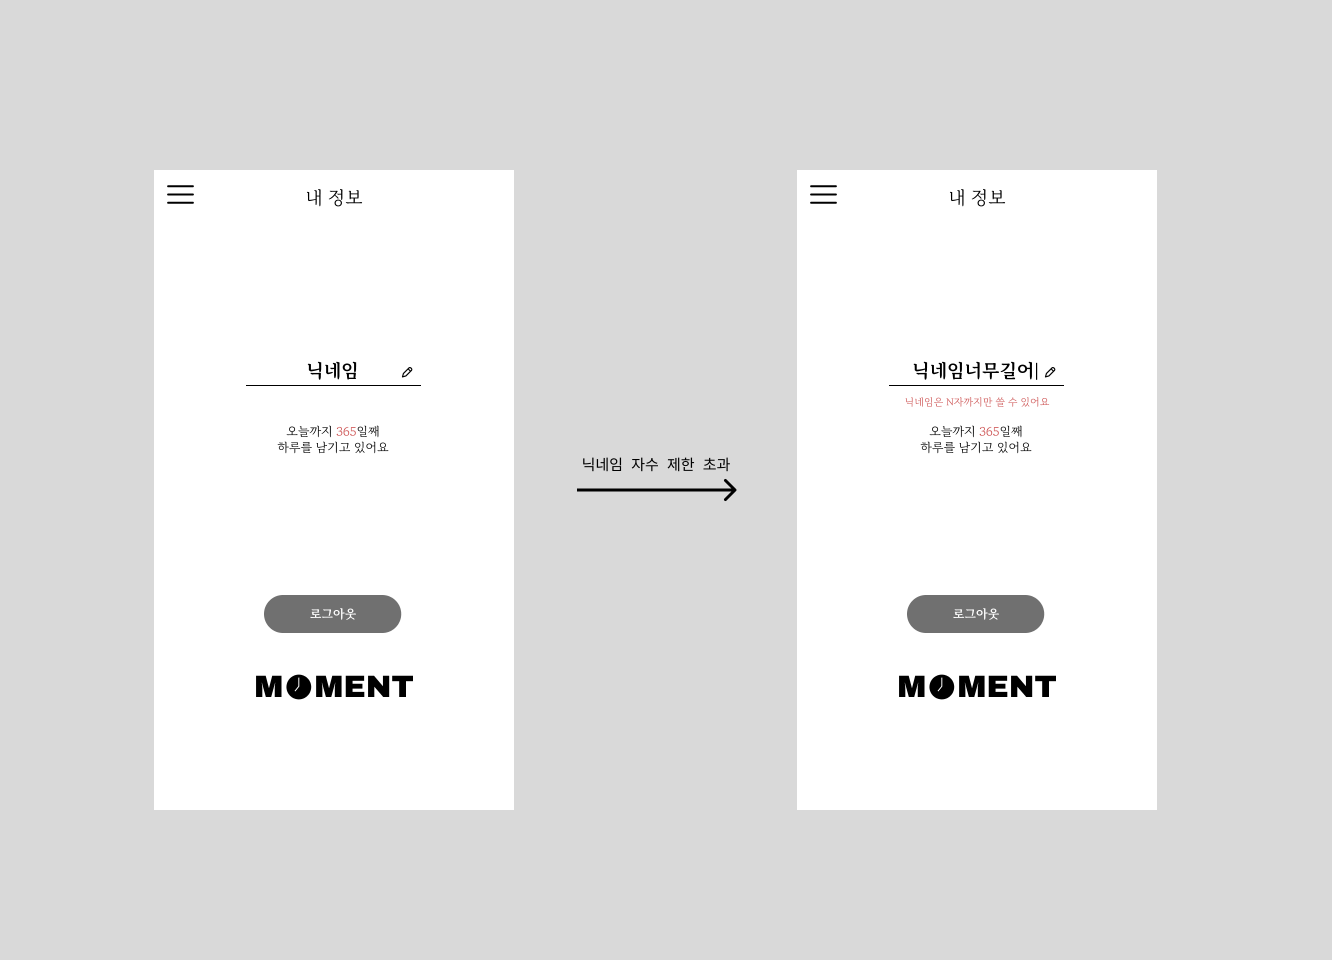 내 정보
닉네임
오늘까지 365일째
하루를 남기고 있어요
로그아웃
MOMENT
닉네임 자수 제한 초과
내 정보
닉네임너무길어
닉네임은 N자까지만 쓸 수 있어요
오늘까지 365일째
하루를 남기고 있어요
로그아웃
MOMENT